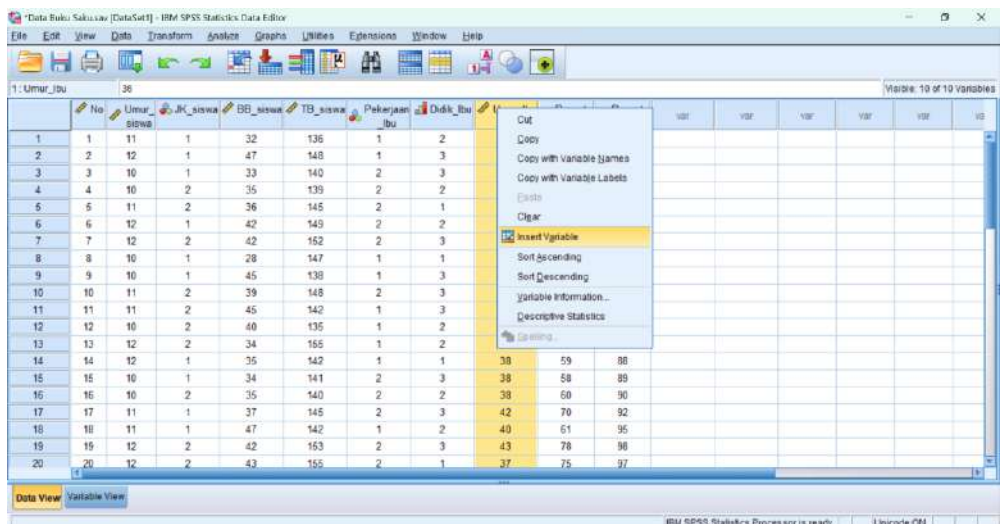 *Data Buku Saku.sav [DataSet1] - IBM SPSS Statistics Data Editor
File Edit View Data Transform Analyze Graphs Utilities Extensions Window Help
1 : Umur_Ibu 36 Visible: 10 of 10 Variables
No Umur_siswa JK_siswa BB_siswa TB_siswa Pekerjaan_Ibu Didik_Ibu var var var var var
1 1 11 1 32 136 1 2
2 2 12 1 47 148 1 3
3 3 10 1 33 140 2 3
4 4 10 2 35 139 2 2
5 5 11 2 36 145 2 1
6 6 12 1 42 149 2 2
7 7 12 2 42 152 2 3
8 8 10 1 28 147 1 1
9 9 10 1 45 138 1 3
10 10 11 2 39 148 2 3
11 11 11 2 45 142 1 3
12 12 10 2 40 135 1 2
13 13 12 2 34 155 1 2
14 14 12 1 35 142 1 1 38 59 88
15 15 10 1 34 141 2 3 38 58 89
16 16 10 2 35 140 2 2 38 60 90
17 17 11 1 37 145 2 3 42 70 92
18 18 11 1 47 142 1 2 40 61 95
19 19 12 2 42 153 2 3 43 78 98
20 20 12 2 43 155 2 1 37 75 97
Cut
Copy
Copy with Variable Names
Copy with Variable Labels
Paste
Clear
Insert Variable
Sort Ascending
Sort Descending
Variable Information...
Descriptive Statistics
Spelling...
Data View Variable View
IBM SPSS Statistics Processor is ready Unicode:ON